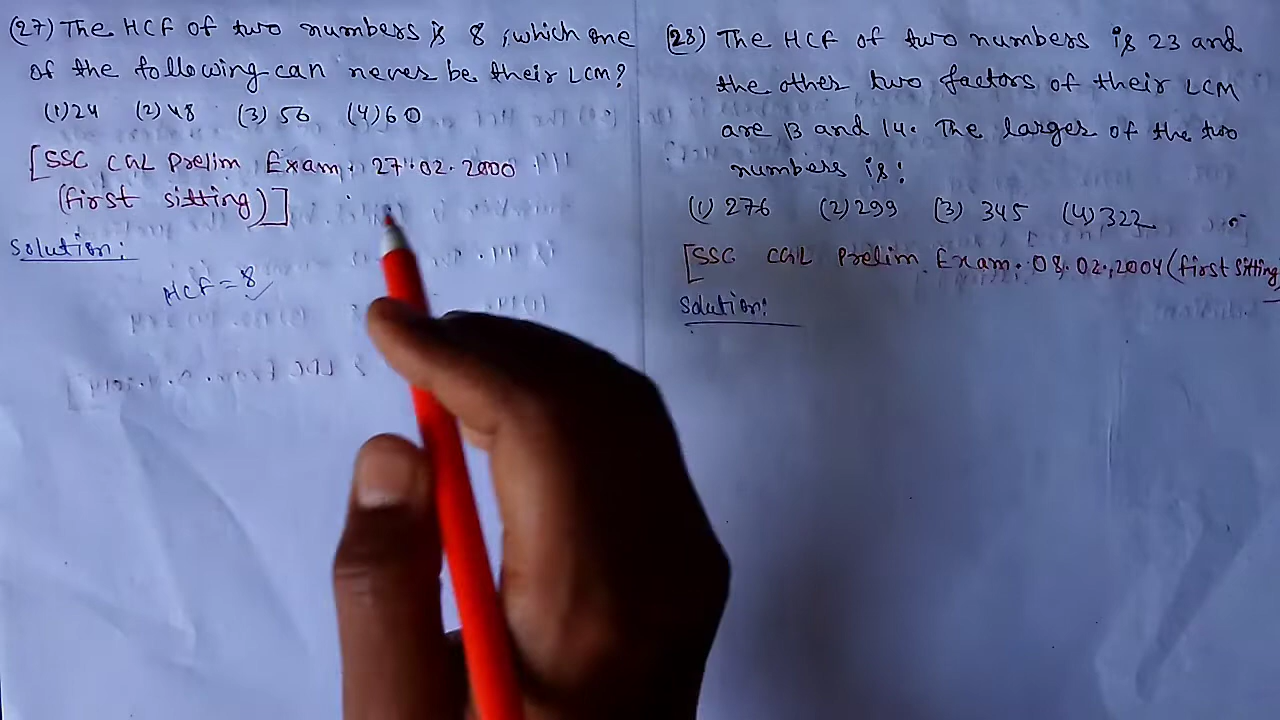 (27) The HCF of two numbers is 8, which one
of the following can never be their LCM?
(1) 24 (2) 48 (3) 56 (4) 60
[SSC CGL Prelim Exam. 27.02.2000
(first sitting)]
Solution:
HCF = 8
(28) The HCF of two numbers is 23 and
the other two factors of their LCM
are 13 and 14. The larger of the two
numbers is:
(1) 276 (2) 299 (3) 345 (4) 322
[SSC CGL Prelim Exam. 08.02.2004 (first sitting)
Solution: